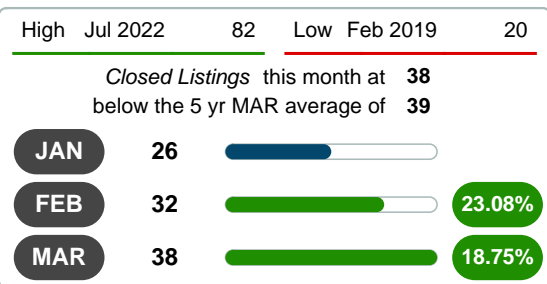 High Jul 2022 82 Low Feb 2019 20
Closed Listings this month at 38
below the 5 yr MAR average of 39
JAN 26
FEB 32 23.08%
MAR 38 18.75%